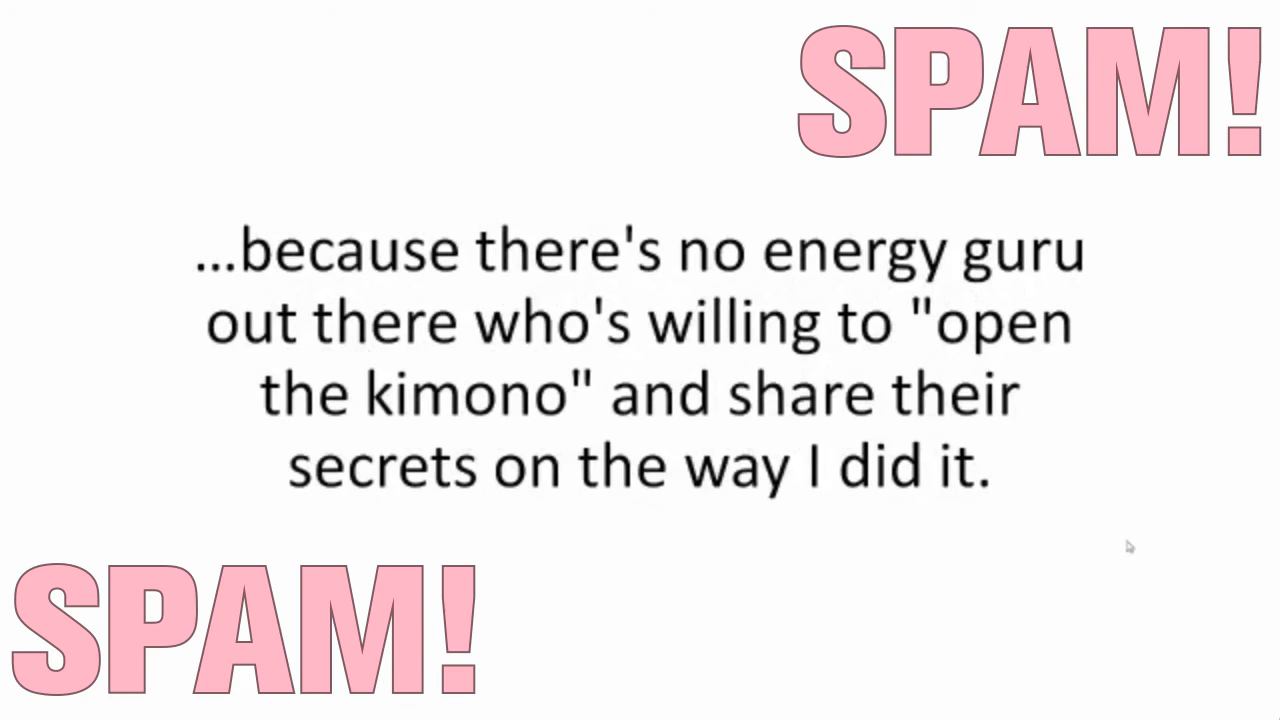 SPAM!
...because there's no energy guru
out there who's willing to "open
the kimono" and share their
secrets on the way I did it.
SPAM!